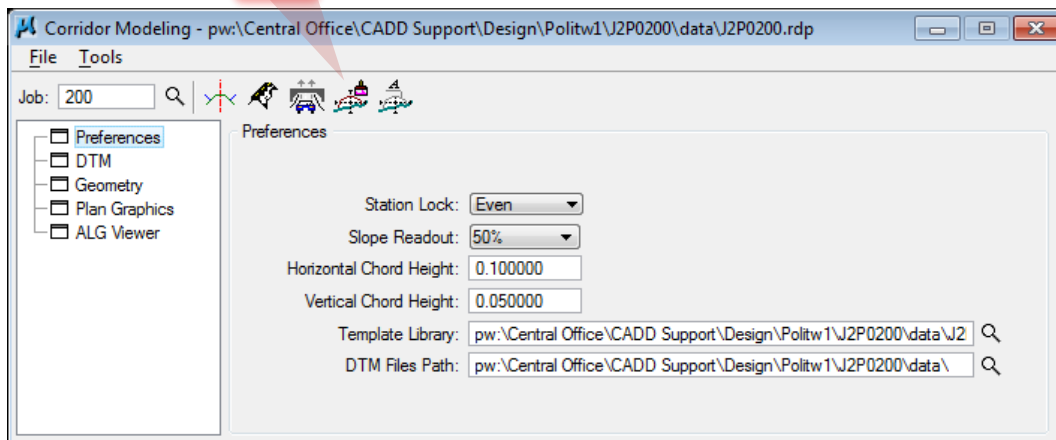 Corridor Modeling - pw:\Central Office\CADD Support\Design\Politw1\J2P0200\data\J2P0200.rdp
File Tools
Job: 200
Preferences
DTM
Geometry
Plan Graphics
ALG Viewer
Preferences
Station Lock: Even
Slope Readout: 50%
Horizontal Chord Height: 0.100000
Vertical Chord Height: 0.050000
Template Library: pw:\Central Office\CADD Support\Design\Politw1\J2P0200\data\J2
DTM Files Path: pw:\Central Office\CADD Support\Design\Politw1\J2P0200\data\